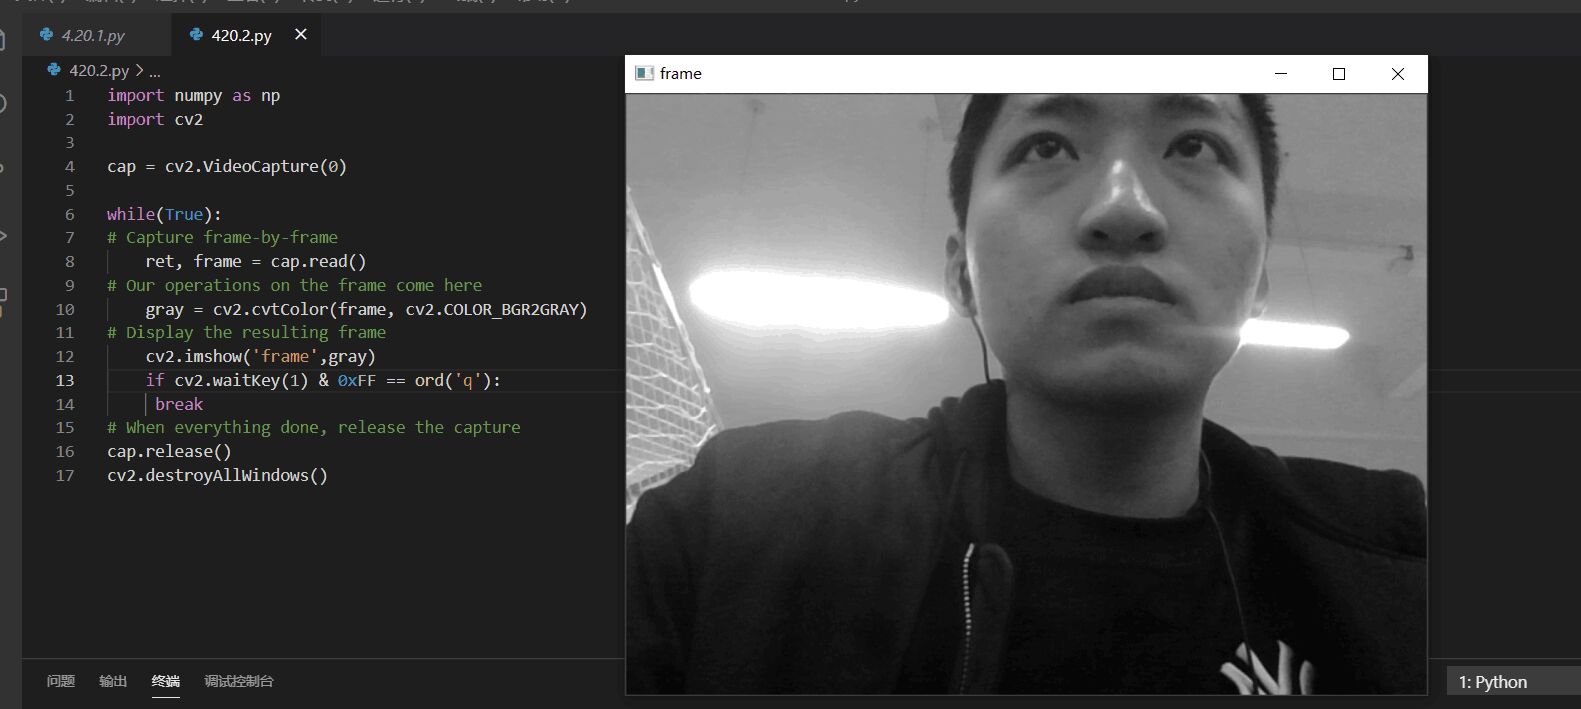 4.20.1.py
420.2.py
420.2.py > ...
1 import numpy as np
2 import cv2
3
4 cap = cv2.VideoCapture(0)
5
6 while(True):
7 # Capture frame-by-frame
8 ret, frame = cap.read()
9 # Our operations on the frame come here
10 gray = cv2.cvtColor(frame, cv2.COLOR_BGR2GRAY)
11 # Display the resulting frame
12 cv2.imshow('frame',gray)
13 if cv2.waitKey(1) & 0xFF == ord('q'):
14 break
15 # When everything done, release the capture
16 cap.release()
17 cv2.destroyAllWindows()
frame
问题 输出 终端 调试控制台
1: Python